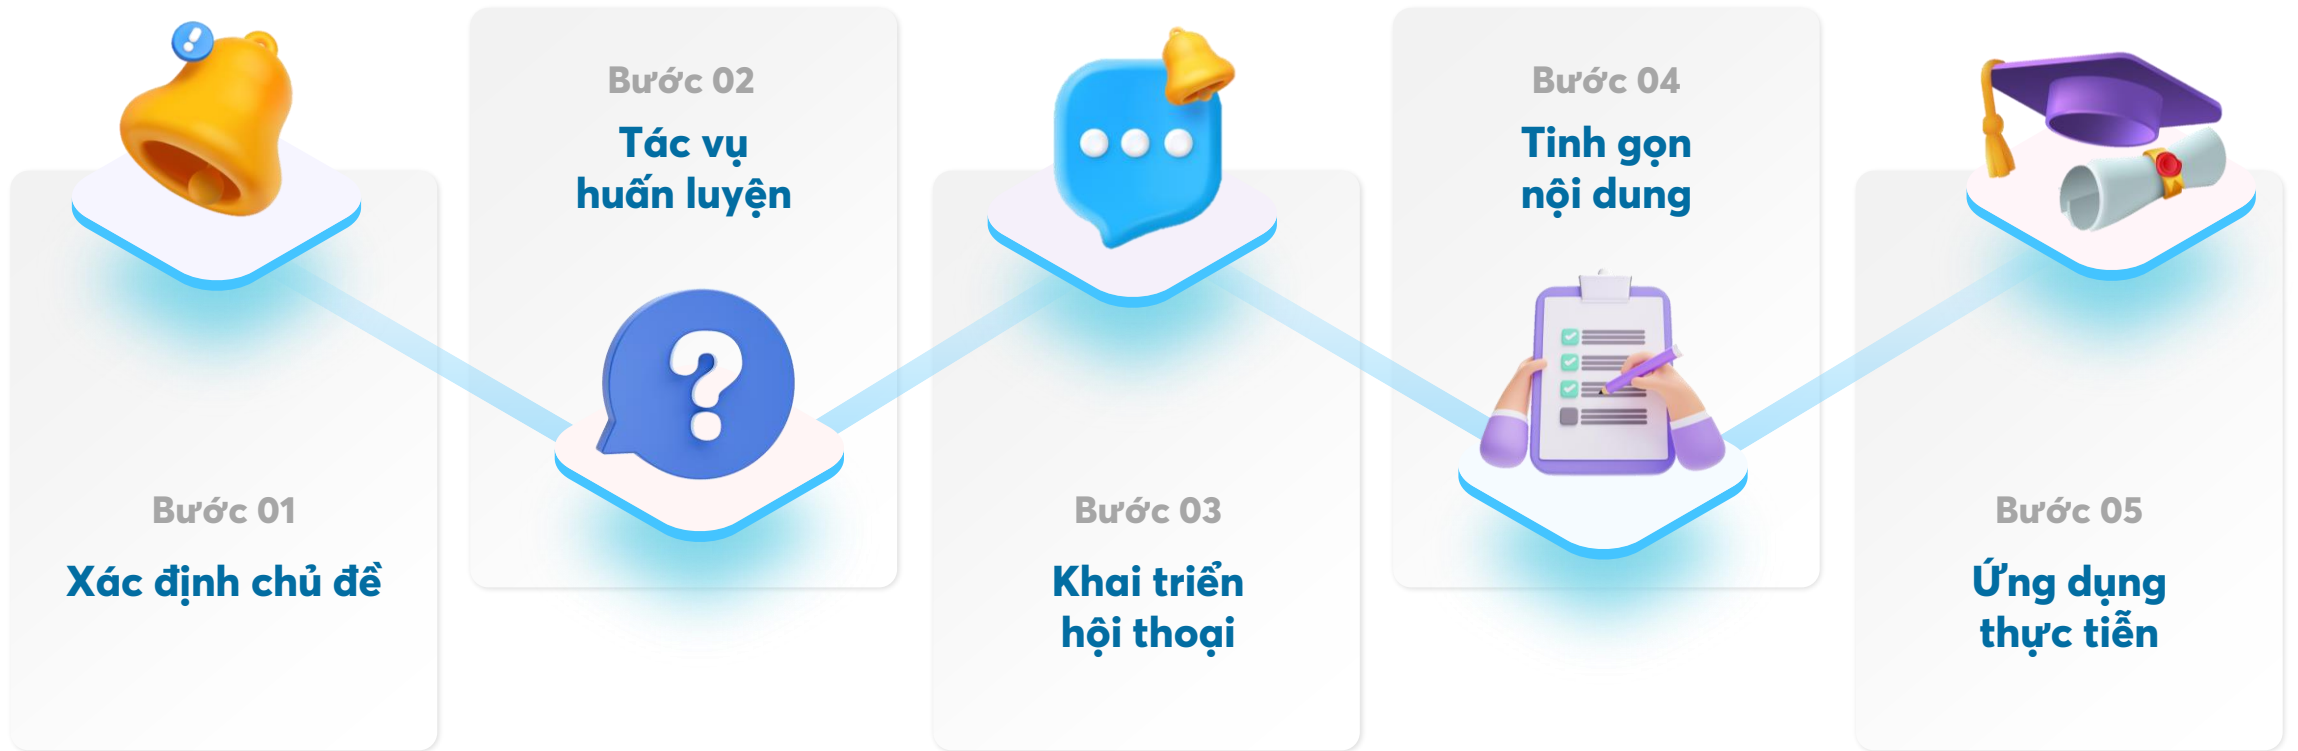 Bước 01
Xác định chủ đề
Bước 02
Tác vụ
huấn luyện
Bước 03
Khai triển
hội thoại
Bước 04
Tinh gọn
nội dung
Bước 05
Ứng dụng
thực tiễn